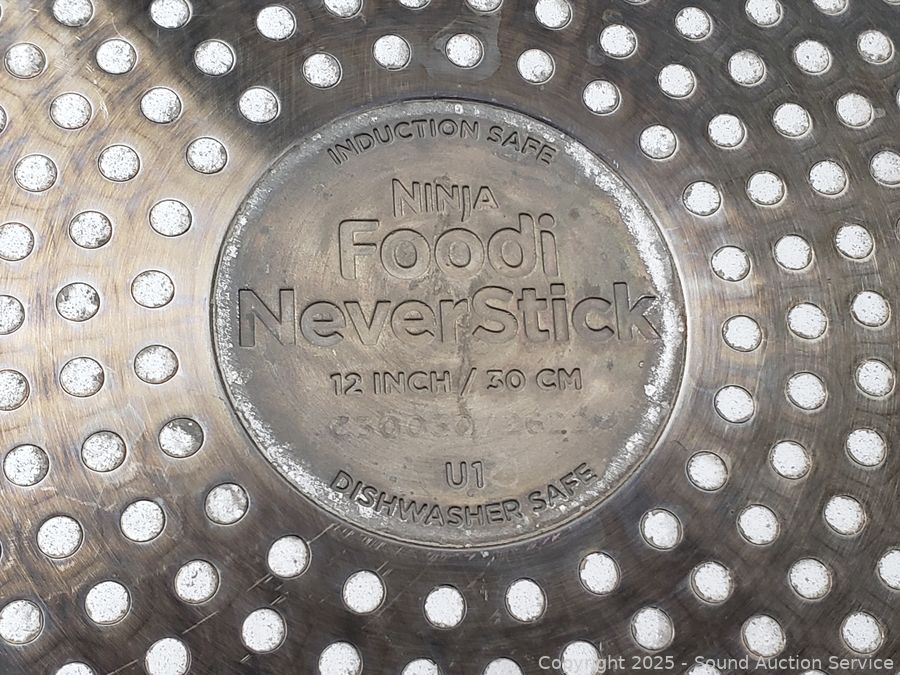 INDUCTION SAFE
NINJA
Foodi
NeverStick
12 INCH / 30 CM
U1
DISHWASHER SAFE
Copyright 2025 - Sound Auction Service